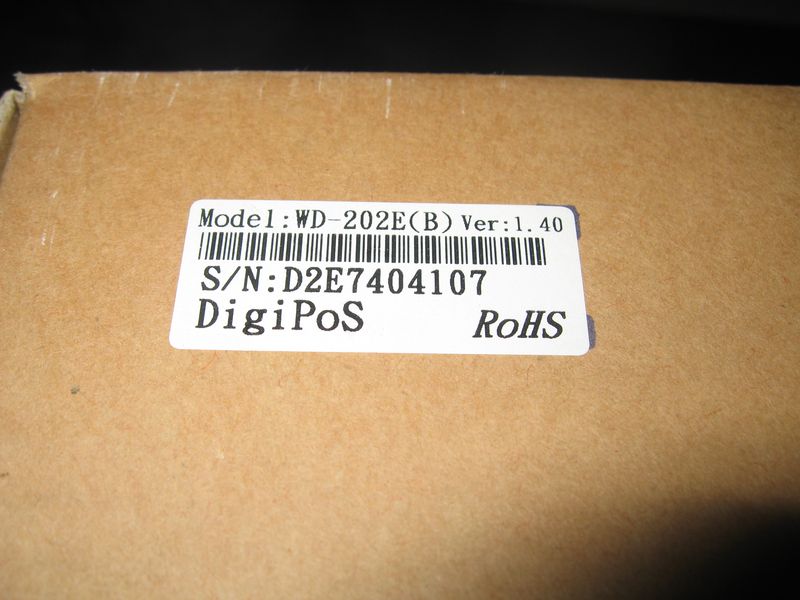 Model:WD-202E(B) Ver:1.40
S/N:D2E7404107
DigiPoS RoHS